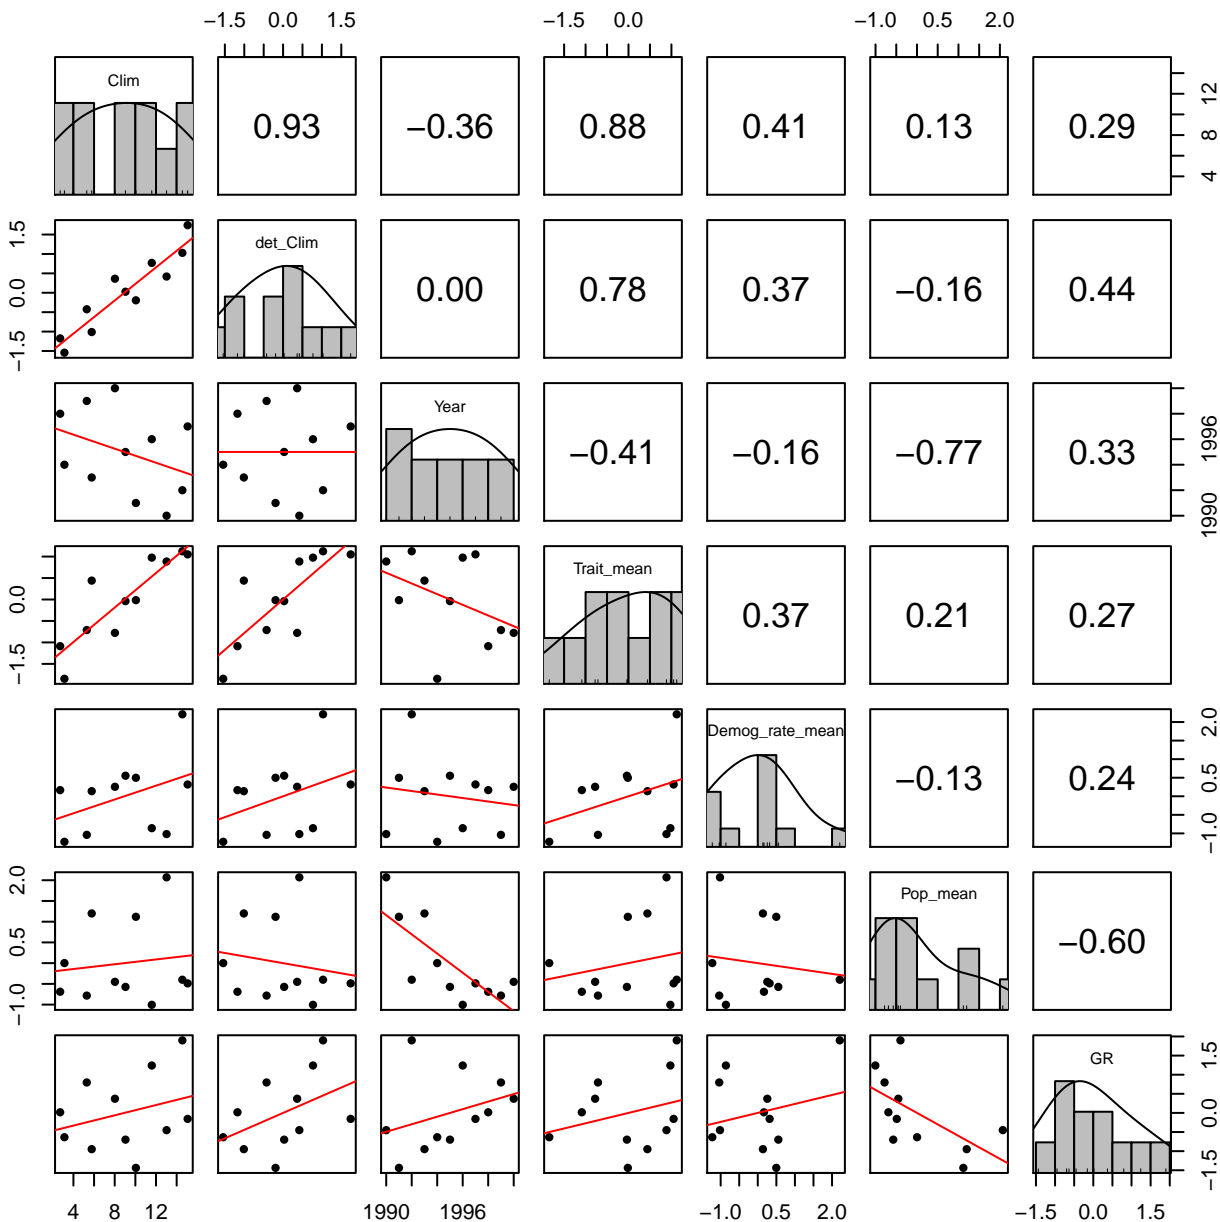 −1.5 0.0 1.5 −1.5 0.0 −1.0 0.5 2.0
Clim
0.93 −0.36 0.88 0.41 0.13 0.29
4 8 12
−1.5 0.0 1.5
det_Clim
0.00 0.78 0.37 −0.16 0.44
Year
−0.41 −0.16 −0.77 0.33
1990 1996
−1.5 0.0
Trait_mean
0.37 0.21 0.27
Demog_rate_mean
−0.13 0.24
−1.0 0.5 2.0
−1.0 0.5 2.0
Pop_mean
−0.60
GR
−1.5 0.0 1.5
4 8 12 1990 1996 −1.0 0.5 2.0 −1.5 0.0 1.5